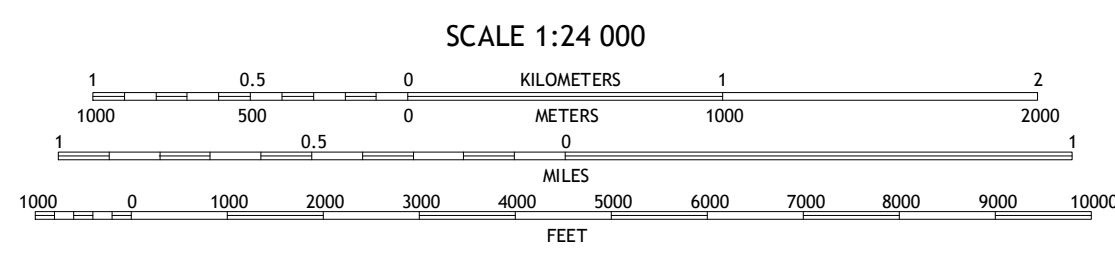 SCALE 1:24 000
1 0.5 0 KILOMETERS 1 2
1000 500 0 METERS 1000 2000
1 0.5 0 1
MILES
1000 0 1000 2000 3000 4000 5000 6000 7000 8000 9000 10000
FEET